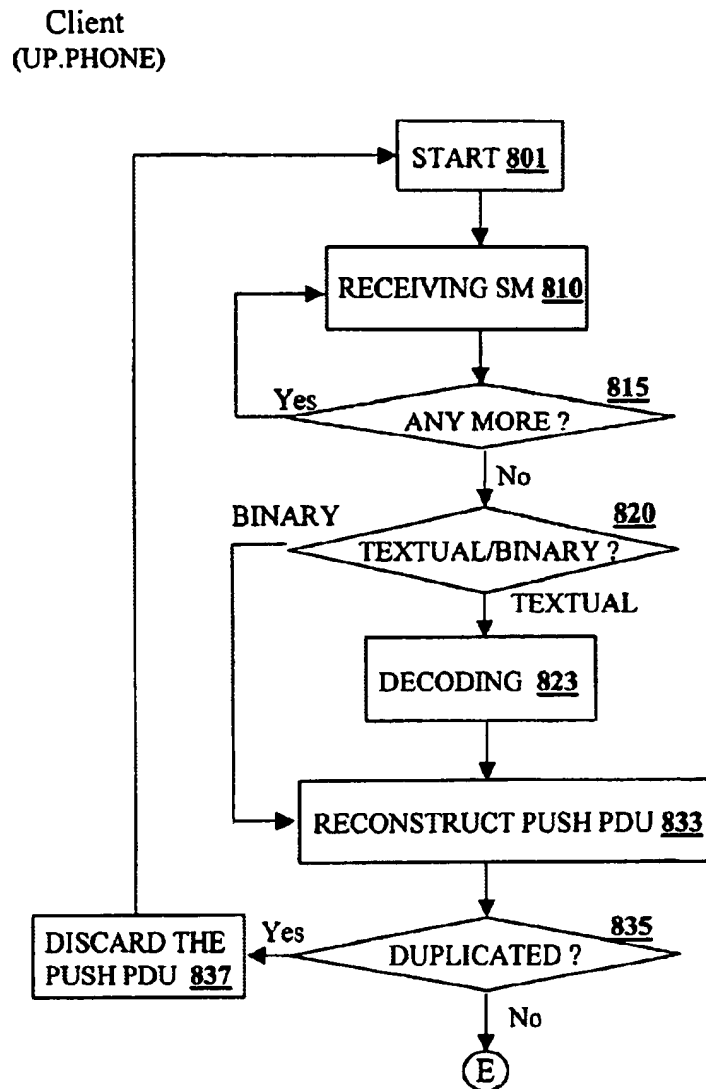 Client
(UP.PHONE)
START 801
RECEIVING SM 810
815
Yes
ANY MORE ?
No
BINARY
820
TEXTUAL/BINARY ?
TEXTUAL
DECODING 823
RECONSTRUCT PUSH PDU 833
835
DISCARD THE
PUSH PDU 837
Yes
DUPLICATED ?
No
E